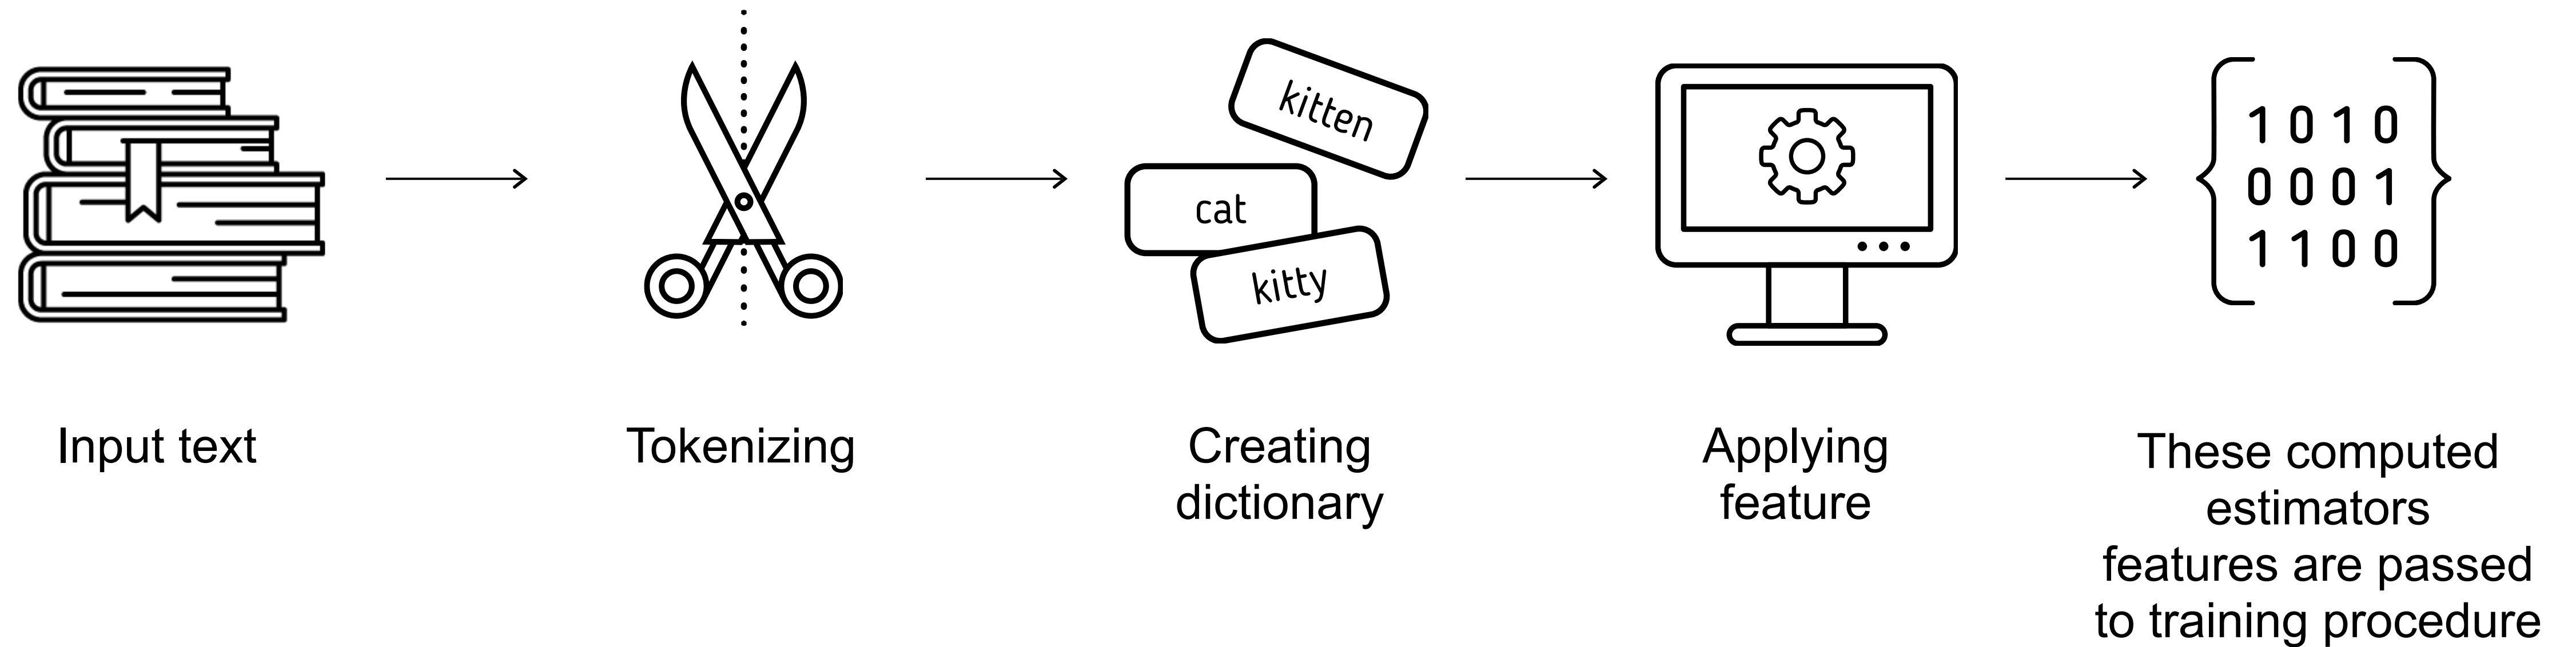 kitten
cat
kitty
1 0 1 0
0 0 0 1
1 1 0 0
Input text
Tokenizing
Creating
dictionary
Applying
feature
These computed
estimators
features are passed
to training procedure